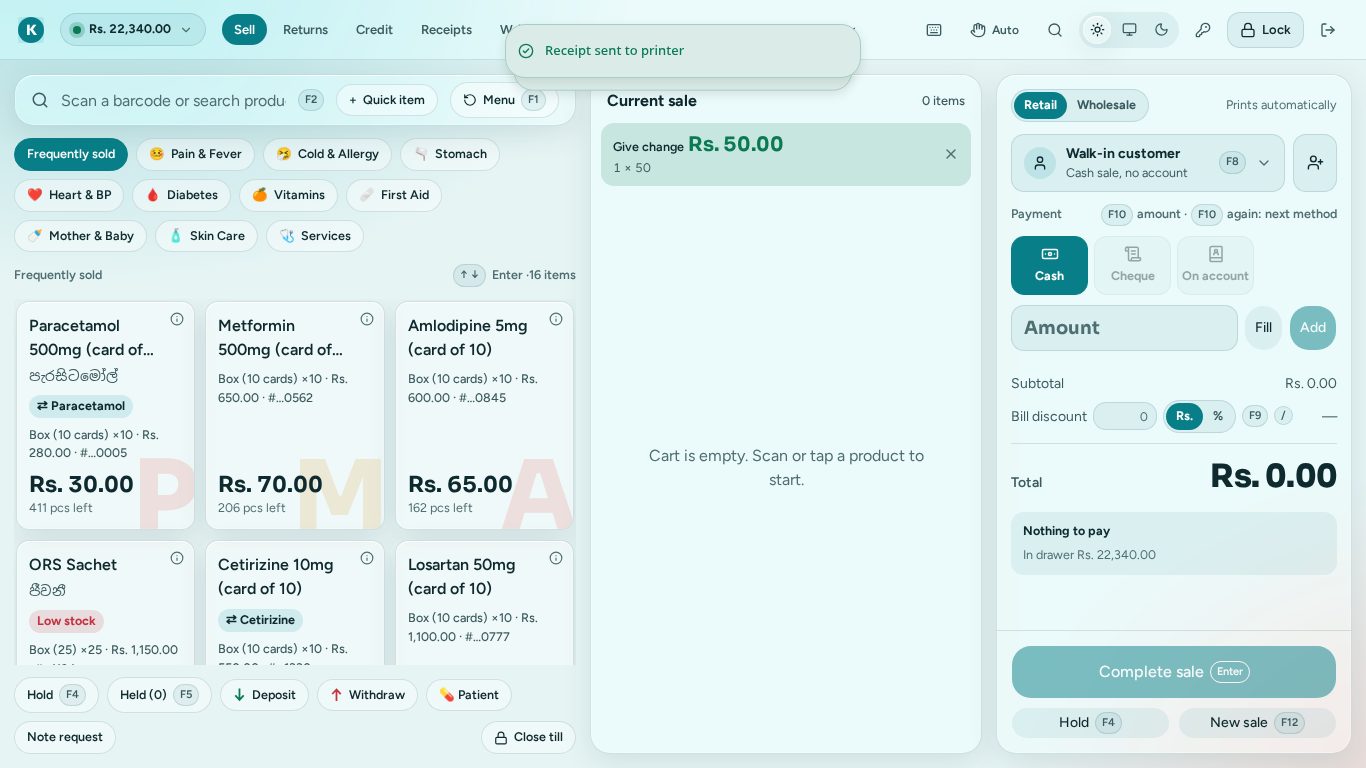 K
Rs. 22,340.00
Sell
Returns
Credit
Receipts
Auto
Lock
Receipt sent to printer
Scan a barcode or search produ
F2
+ Quick item
Menu F1
Frequently sold
Pain & Fever
Cold & Allergy
Stomach
Heart & BP
Diabetes
Vitamins
First Aid
Mother & Baby
Skin Care
Services
Frequently sold
↑ ↓ Enter ·16 items
Paracetamol
500mg (card of...
පැරසිටමෝල්
⇄ Paracetamol
Box (10 cards) ×10 · Rs.
280.00 · #…0005
P
Rs. 30.00
411 pcs left
Metformin
500mg (card of...
Box (10 cards) ×10 · Rs.
650.00 · #…0562
M
Rs. 70.00
206 pcs left
Amlodipine 5mg
(card of 10)
Box (10 cards) ×10 · Rs.
600.00 · #…0845
A
Rs. 65.00
162 pcs left
ORS Sachet
ජීවනී
Low stock
Box (25) ×25 · Rs. 1,150.00
Cetirizine 10mg
(card of 10)
⇄ Cetirizine
Box (10 cards) ×10 · Rs.
Losartan 50mg
(card of 10)
Box (10 cards) ×10 · Rs.
1,100.00 · #…0777
Hold F4
Held (0) F5
Deposit
Withdraw
Patient
Note request
Close till
Current sale
0 items
Give change Rs. 50.00
1 × 50
Cart is empty. Scan or tap a product to
start.
Retail
Wholesale
Prints automatically
Walk-in customer
Cash sale, no account
F8
Payment
F10 amount · F10 again: next method
Cash
Cheque
On account
Amount
Fill
Add
Subtotal
Rs. 0.00
Bill discount
0
Rs.
%
F9
/
—
Total
Rs. 0.00
Nothing to pay
In drawer Rs. 22,340.00
Complete sale Enter
Hold F4
New sale F12